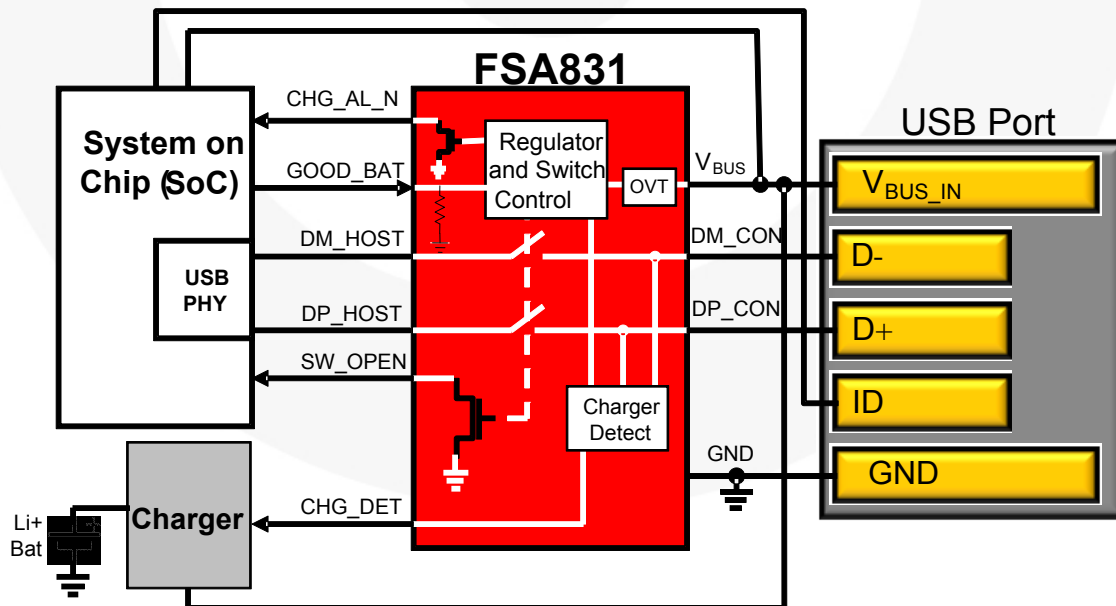 FSA831
System on
Chip (SoC)
USB
PHY
CHG_AL_N
GOOD_BAT
DM_HOST
DP_HOST
SW_OPEN
CHG_DET
Regulator
and Switch
Control
OVT
Charger
Detect
VBUS
DM_CON
DP_CON
GND
USB Port
VBUS_IN
D-
D+
ID
GND
Li+
Bat
Charger